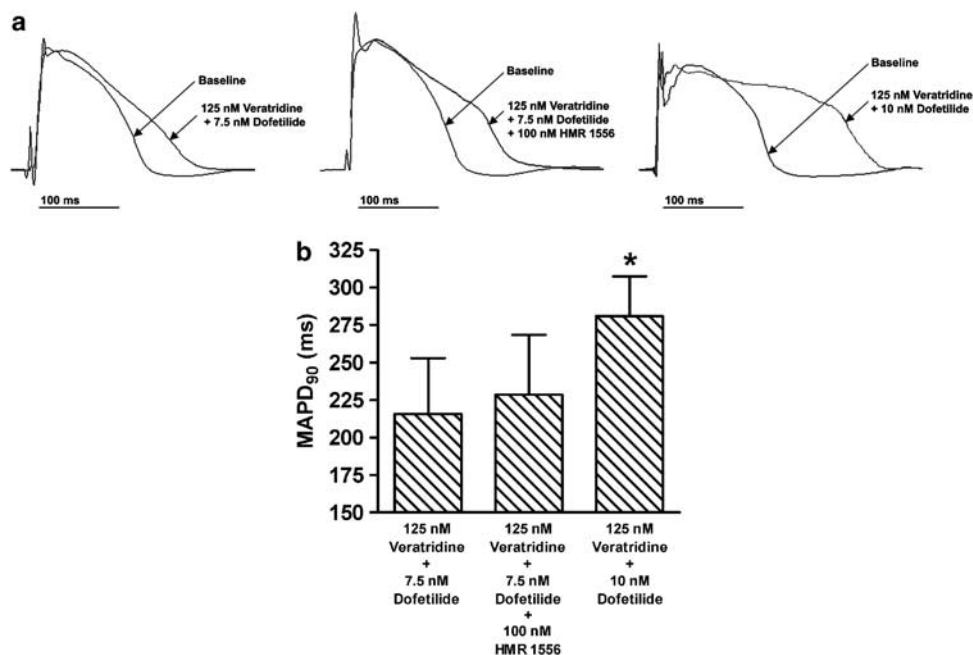 a
Baseline
125 nM Veratridine
+ 7.5 nM Dofetilide
100 ms
Baseline
125 nM Veratridine
+ 7.5 nM Dofetilide
+ 100 nM HMR 1556
100 ms
Baseline
125 nM Veratridine
+ 10 nM Dofetilide
100 ms
b
MAPD90 (ms)
325
300
275
250
225
200
175
150
*
125 nM
Veratridine
+
7.5 nM
Dofetilide
125 nM
Veratridine
+
7.5 nM
Dofetilide
+
100 nM
HMR 1556
125 nM
Veratridine
+
10 nM
Dofetilide